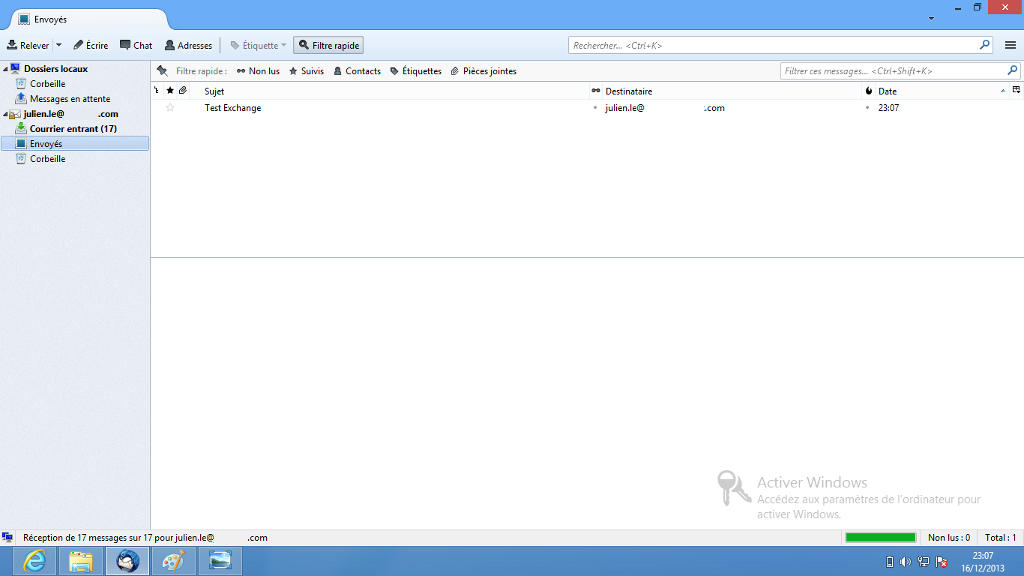 Envoyés
Relever Écrire Chat Adresses Étiquette Filtre rapide Rechercher... <Ctrl+K>
Dossiers locaux
Corbeille
Messages en attente
julien.le@ .com
Courrier entrant (17)
Envoyés
Corbeille
Filtre rapide : Non lus Suivis Contacts Étiquettes Pièces jointes Filtrer ces messages... <Ctrl+Shift+K>
Sujet Destinataire Date
Test Exchange julien.le@ .com 23:07
Activer Windows
Accédez aux paramètres de l'ordinateur pour
activer Windows.
Réception de 17 messages sur 17 pour julien.le@ .com Non lus : 0 Total : 1
23:07
16/12/2013